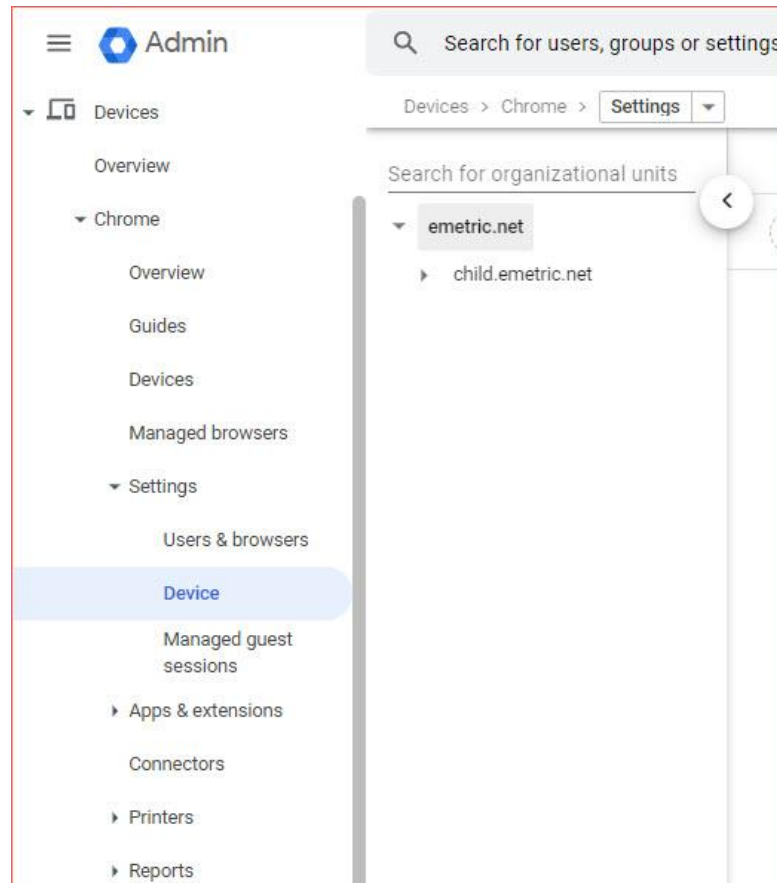 Admin
Search for users, groups or settings
Devices
Overview
Chrome
Overview
Guides
Devices
Managed browsers
Settings
Users & browsers
Device
Managed guest
sessions
Apps & extensions
Connectors
Printers
Reports
Devices > Chrome > Settings
Search for organizational units
emetric.net
child.emetric.net